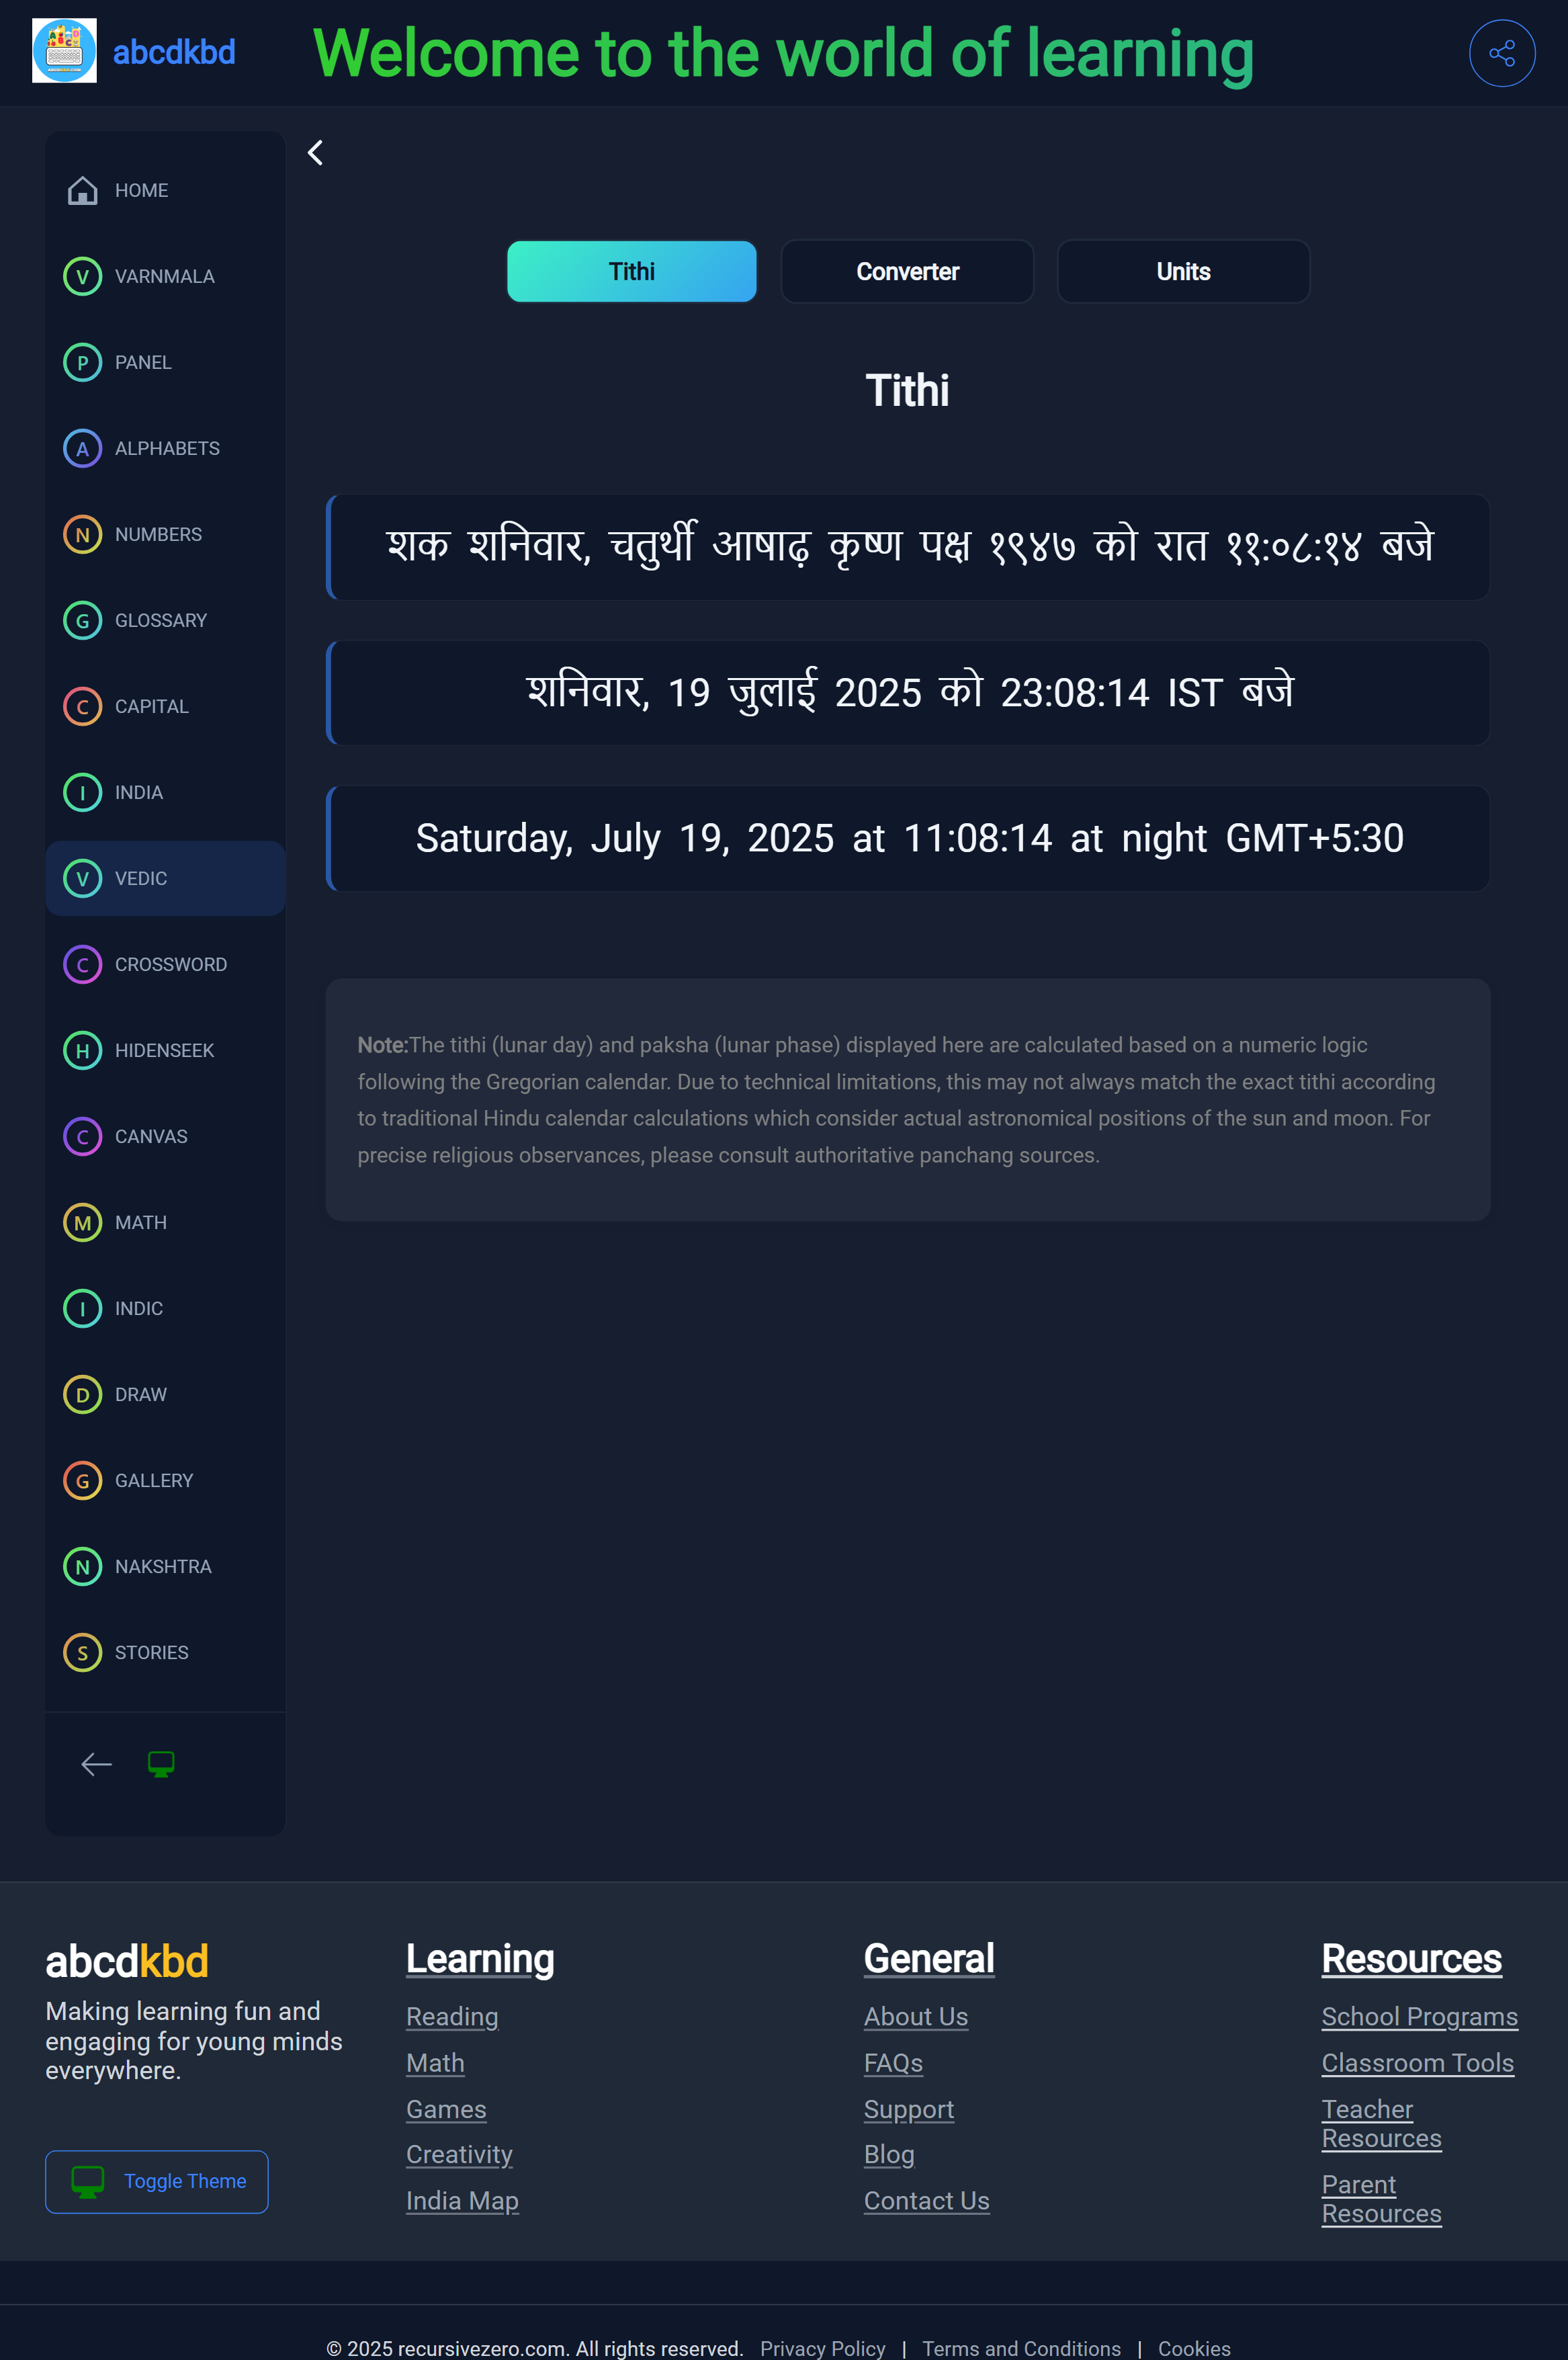 abcdkbd
Welcome to the world of learning
HOME
V VARNMALA
P PANEL
A ALPHABETS
N NUMBERS
G GLOSSARY
C CAPITAL
I INDIA
V VEDIC
C CROSSWORD
H HIDENSEEK
C CANVAS
M MATH
I INDIC
D DRAW
G GALLERY
N NAKSHTRA
S STORIES
Tithi
Converter
Units
Tithi
शक शनिवार, चतुर्थी आषाढ़ कृष्ण पक्ष १९४७ को रात ११:०८:१४ बजे
शनिवार, 19 जुलाई 2025 को 23:08:14 IST बजे
Saturday, July 19, 2025 at 11:08:14 at night GMT+5:30
Note:The tithi (lunar day) and paksha (lunar phase) displayed here are calculated based on a numeric logic
following the Gregorian calendar. Due to technical limitations, this may not always match the exact tithi according
to traditional Hindu calendar calculations which consider actual astronomical positions of the sun and moon. For
precise religious observances, please consult authoritative panchang sources.
abcdkbd
Making learning fun and
engaging for young minds
everywhere.
Toggle Theme
Learning
Reading
Math
Games
Creativity
India Map
General
About Us
FAQs
Support
Blog
Contact Us
Resources
School Programs
Classroom Tools
Teacher
Resources
Parent
Resources
© 2025 recursivezero.com. All rights reserved. Privacy Policy | Terms and Conditions | Cookies